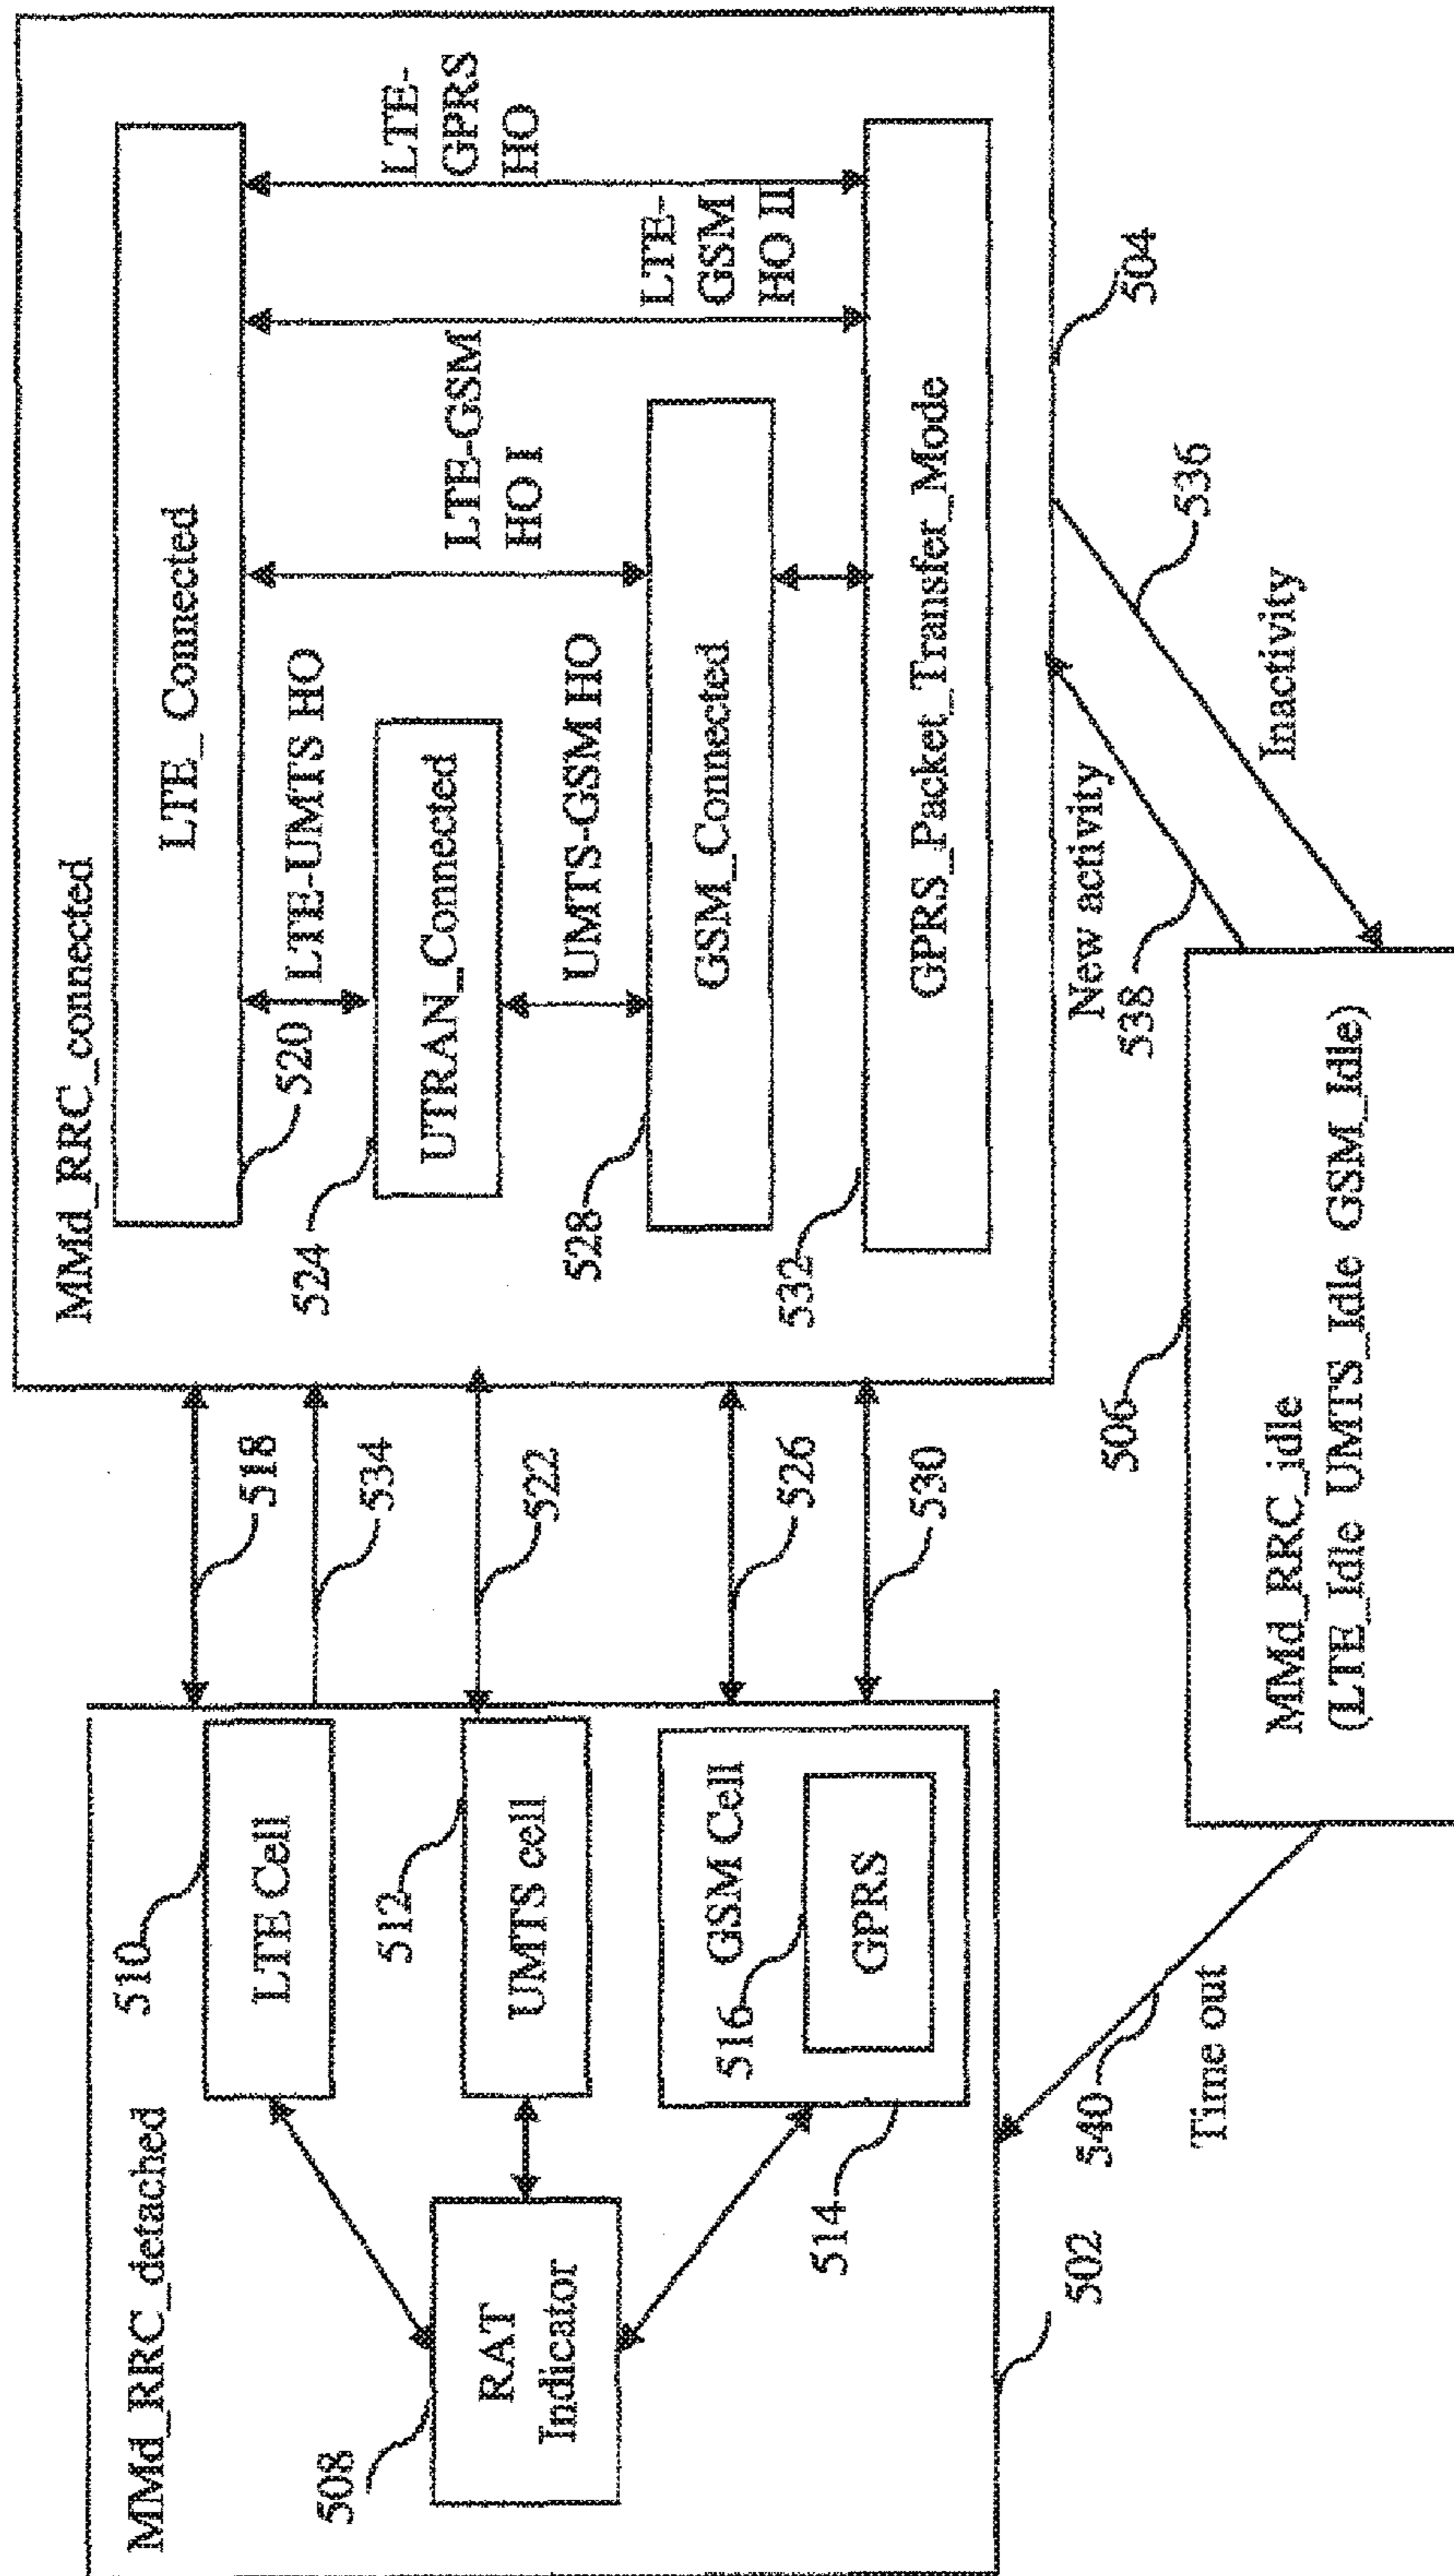 MMd_RRC_detached
508
RAT
Indicator
510
LTE Cell
512
UMTS cell
GSM Cell
516
GPRS
514
502
518
534
522
526
530
MMd_RRC_connected
LTE_Connected
520
LTE-UMTS HO
524
UTRAN_Connected
UMTS-GSM HO
LTE-GSM
HO I
LTE-
GSM
HO II
LTE-
GPRS
HO
528
GSM_Connected
532
GPRS_Packet_Transfer_Mode
504
New activity
538
536
Inactivity
540
Time out
506
MMd_RRC_idle
(LTE_Idle UMTS_Idle GSM_Idle)